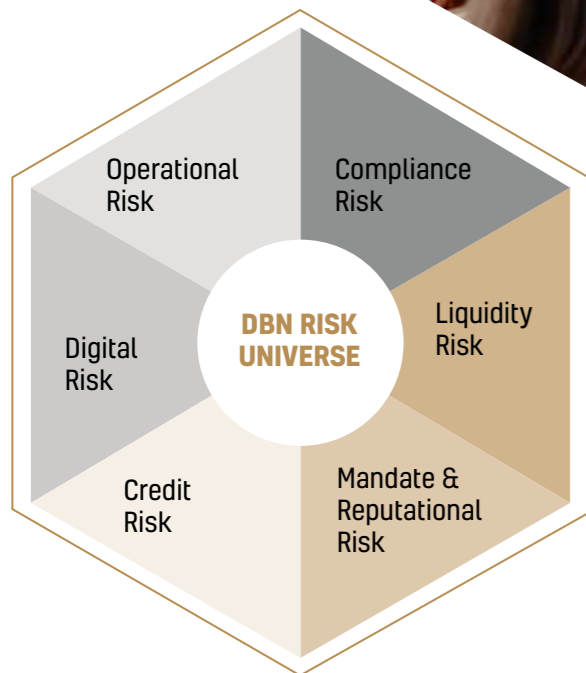 Operational
Risk
Compliance
Risk
DBN RISK
UNIVERSE
Liquidity
Risk
Digital
Risk
Credit
Risk
Mandate &
Reputational
Risk